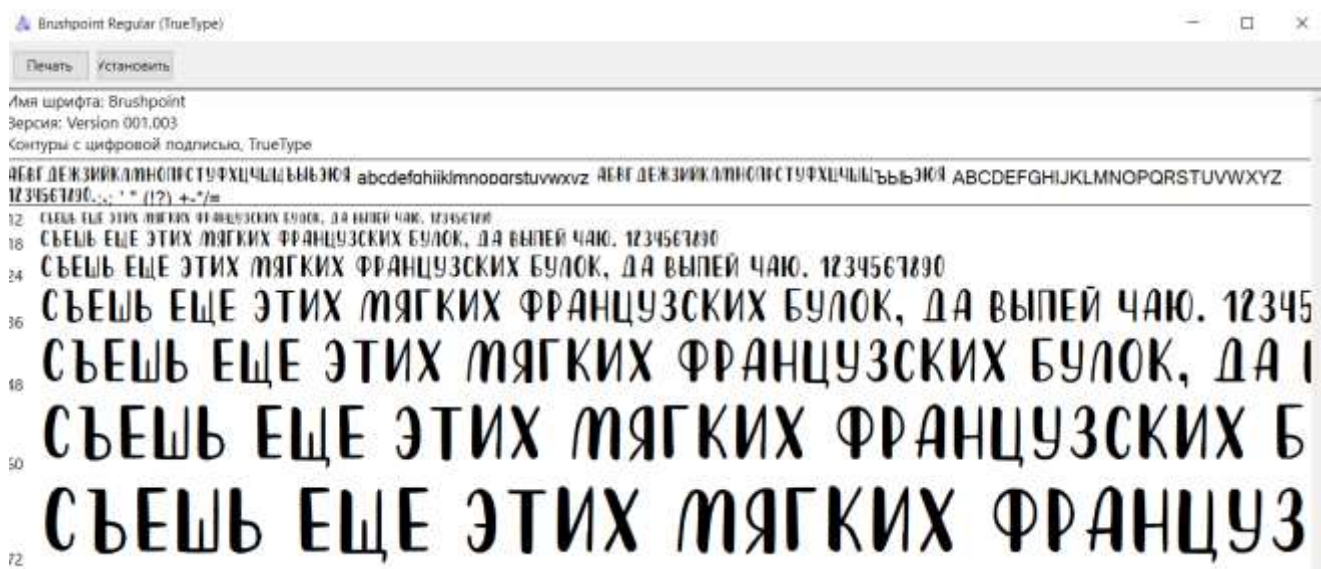 Brushpoint Regular (TrueType)
Печать Установить
Имя шрифта: Brushpoint
Версия: Version 001.003
Контуры с цифровой подписью, TrueType
АБВГДЕЖЗИЙКЛМНОПРСТУФХЦЧШЩЪЫЬЭЮЯ abcdefghijklmnopqrstuvwxyz АБВГДЕЖЗИЙКЛМНОПРСТУФХЦЧШЩЪЫЬЭЮЯ ABCDEFGHIJKLMNOPQRSTUVWXYZ
1234567890.:,; ' " (!?) +-*/=
12 СЪЕШЬ ЕЩЕ ЭТИХ МЯГКИХ ФРАНЦУЗСКИХ БУЛОК, ДА ВЫПЕЙ ЧАЮ. 1234567890
18 СЪЕШЬ ЕЩЕ ЭТИХ МЯГКИХ ФРАНЦУЗСКИХ БУЛОК, ДА ВЫПЕЙ ЧАЮ. 1234567890
24 СЪЕШЬ ЕЩЕ ЭТИХ МЯГКИХ ФРАНЦУЗСКИХ БУЛОК, ДА ВЫПЕЙ ЧАЮ. 1234567890
36 СЪЕШЬ ЕЩЕ ЭТИХ МЯГКИХ ФРАНЦУЗСКИХ БУЛОК, ДА ВЫПЕЙ ЧАЮ. 12345
48 СЪЕШЬ ЕЩЕ ЭТИХ МЯГКИХ ФРАНЦУЗСКИХ БУЛОК, ДА
60 СЪЕШЬ ЕЩЕ ЭТИХ МЯГКИХ ФРАНЦУЗСКИХ Б
72 СЪЕШЬ ЕЩЕ ЭТИХ МЯГКИХ ФРАНЦУЗ